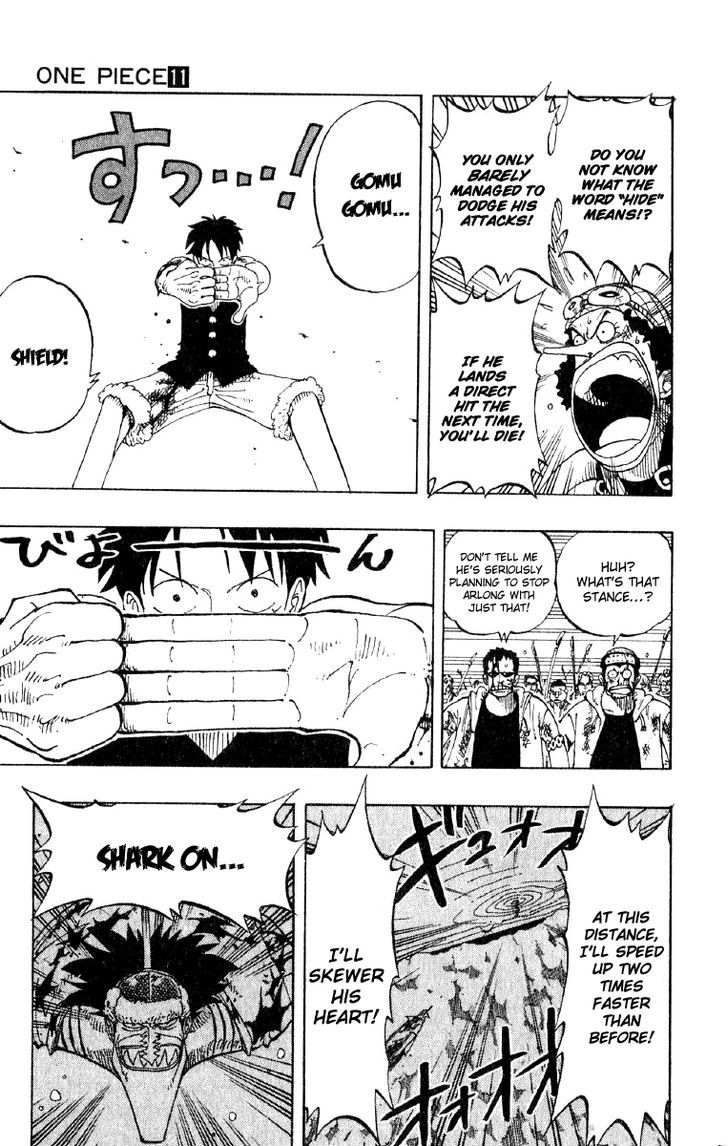 ONE PIECE 11
DO YOU
NOT KNOW
WHAT THE
WORD "HIDE"
MEANS!?
YOU ONLY
BARELY
MANAGED TO
DODGE HIS
ATTACKS!
IF HE
LANDS
A DIRECT
HIT THE
NEXT TIME,
YOU'LL DIE!
GOMU
GOMU...
すっ…!
SHIELD!
HUH?
WHAT'S THAT
STANCE...?
DON'T TELL ME
HE'S SERIOUSLY
PLANNING TO STOP
ARLONG WITH
JUST THAT!
びよーーん
AT THIS
DISTANCE,
I'LL SPEED
UP TWO
TIMES
FASTER
THAN
BEFORE!
ギュオオオオ
I'LL
SKEWER
HIS
HEART!
SHARK ON...